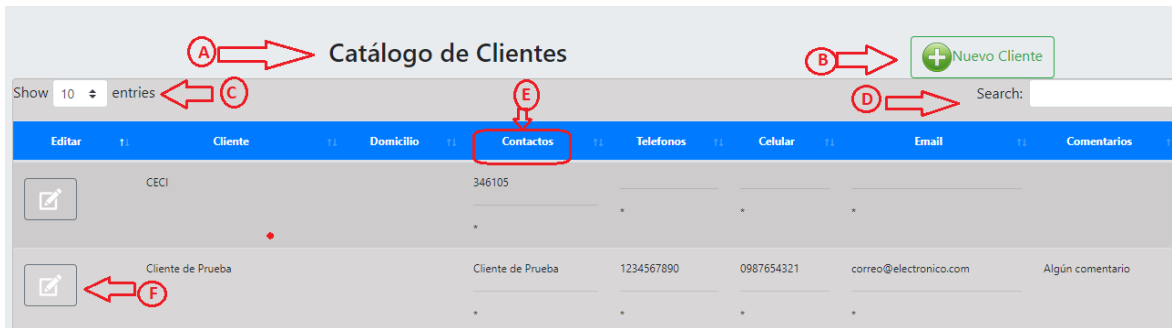 A Catálogo de Clientes B Nuevo Cliente
Show 10 entries C E D Search:
Editar Cliente Domicilio Contactos Telefonos Celular Email Comentarios
CECI 346105
* * * *
Cliente de Prueba Cliente de Prueba 1234567890 0987654321 correo@electronico.com Algún comentario
F
* * * *